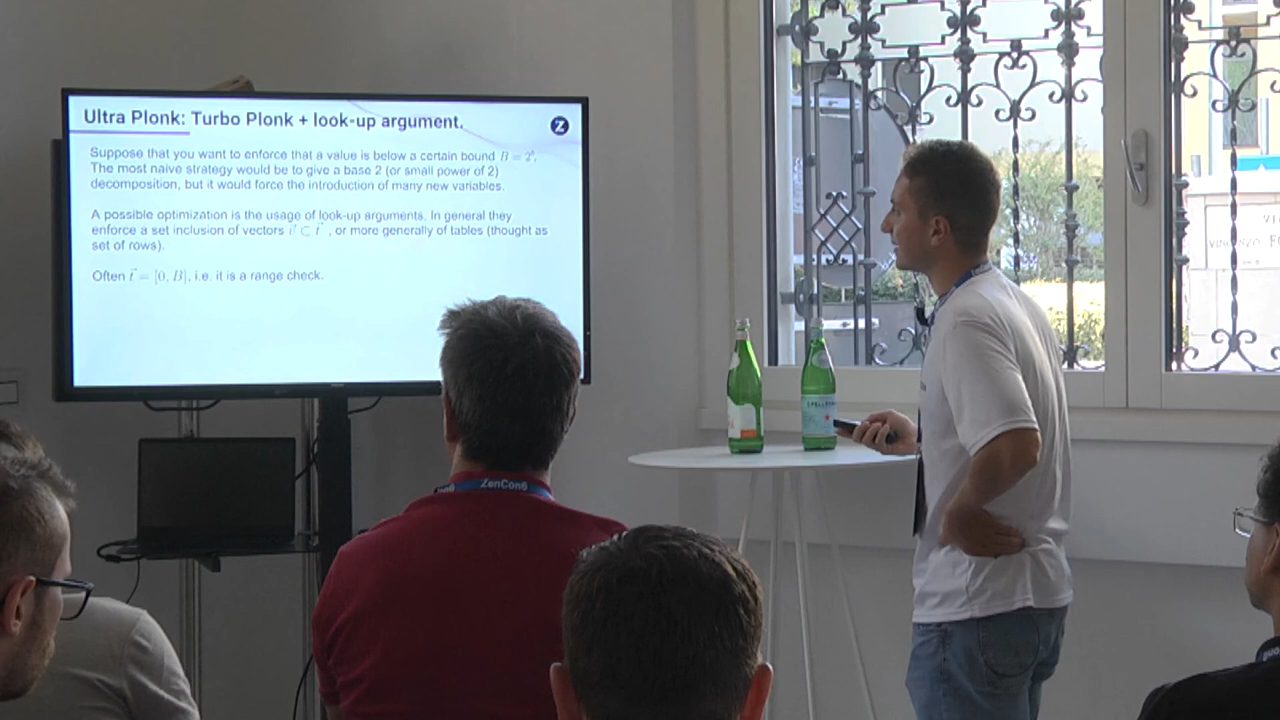 Ultra Plonk: Turbo Plonk + look-up argument.
Z
Suppose that you want to enforce that a value is below a certain bound B = 2ᵇ.
The most naive strategy would be to give a base 2 (or small power of 2)
decomposition, but it would force the introduction of many new variables.
A possible optimization is the usage of look-up arguments. In general they
enforce a set inclusion of vectors v⃗ ⊂ t⃗ , or more generally of tables (thought as
set of rows).
Often t⃗ = [0, B], i.e. it is a range check.
ZenCon6
S.PELLEGRINO